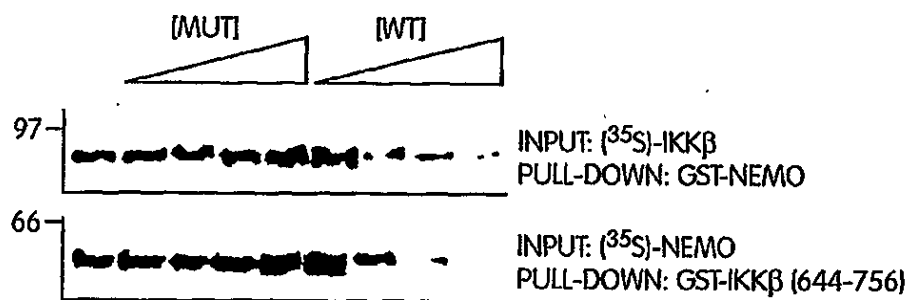 [MUT] [WT]
97
INPUT: (³⁵S)-IKKβ
PULL-DOWN: GST-NEMO
66
INPUT: (³⁵S)-NEMO
PULL-DOWN: GST-IKKβ (644-756)